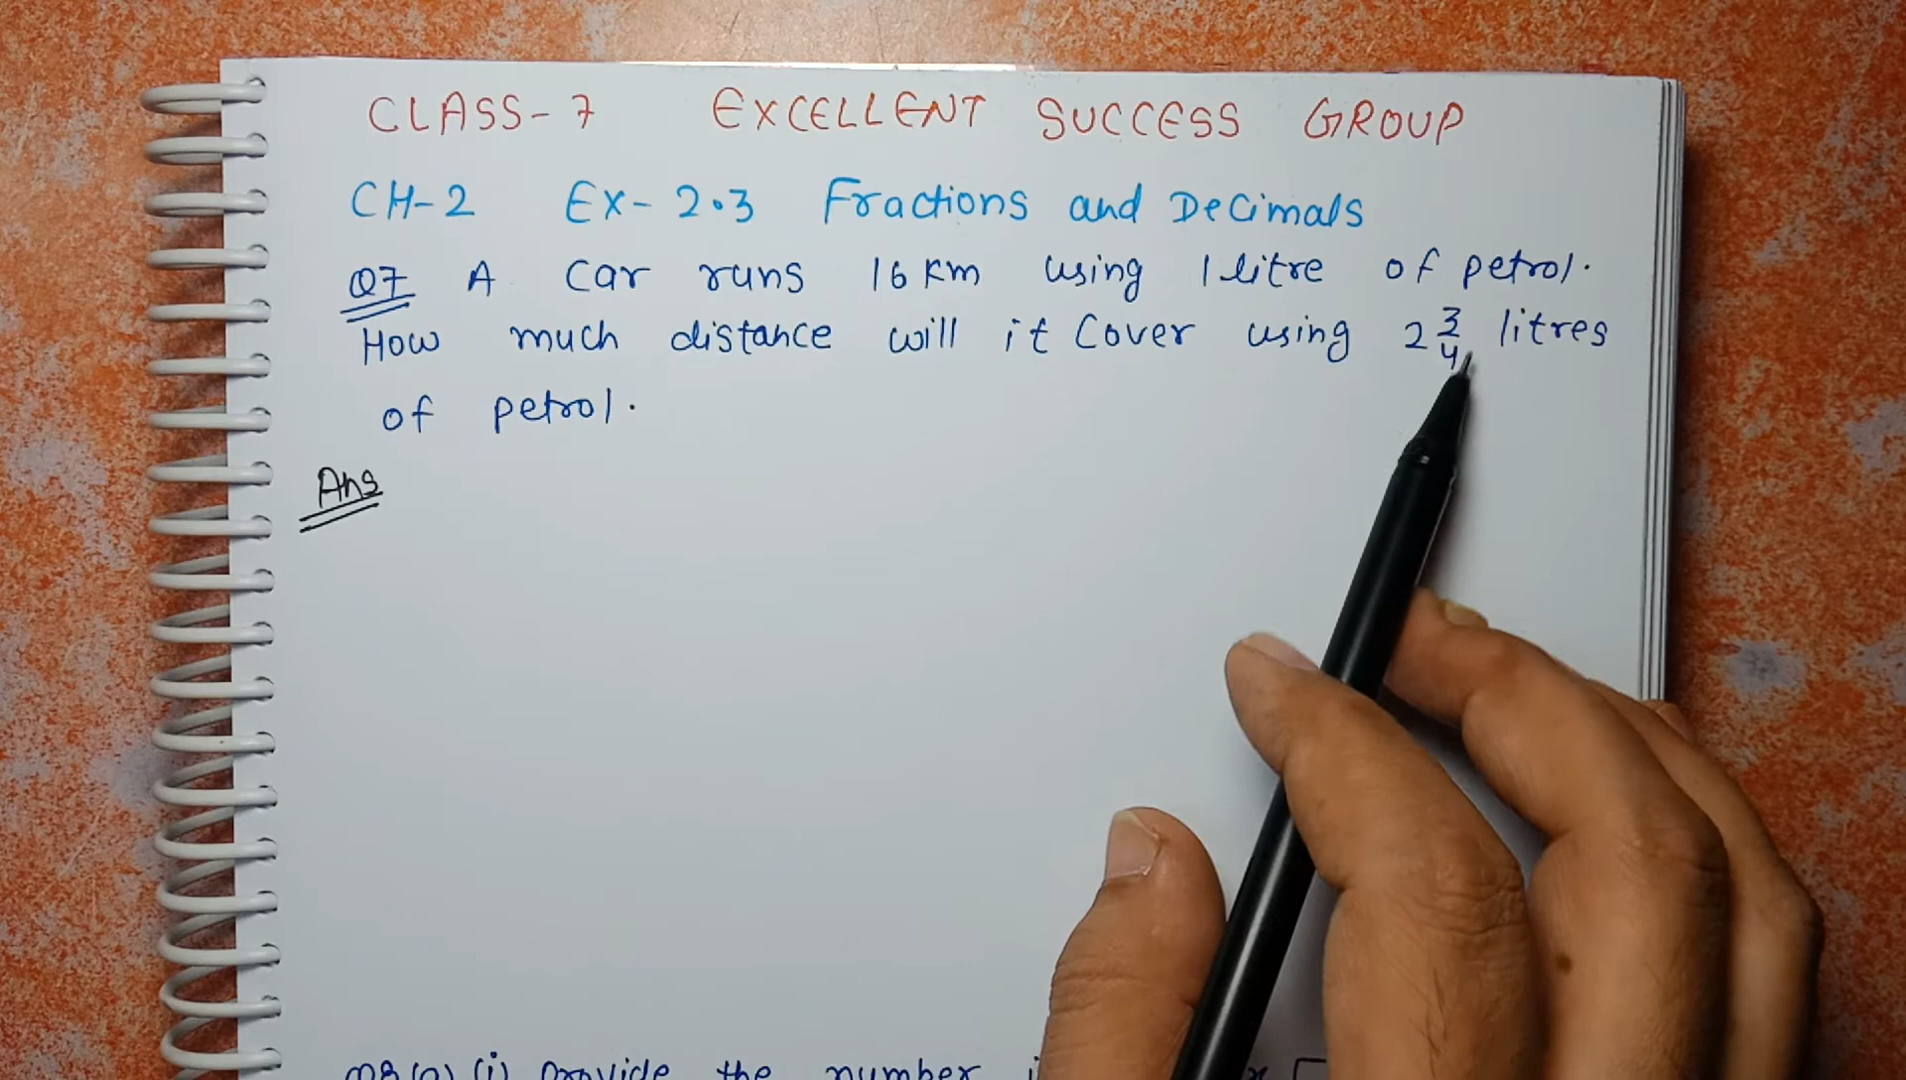 CLASS-7 EXCELLENT SUCCESS GROUP
CH-2 EX-2.3 Fractions and Decimals
Q7 A car runs 16 Km using 1 litre of petrol.
How much distance will it Cover using 2 3/4 litres
of petrol.
Ans
Q8 (a) (i) provide the number